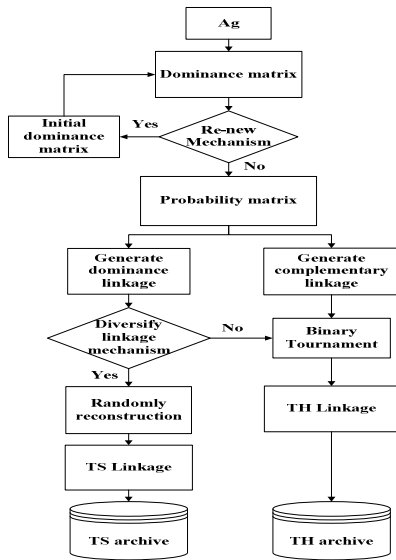 Ag
Dominance matrix
Initial
dominance
matrix
Yes
Re-new
Mechanism
No
Probability matrix
Generate
dominance
linkage
Generate
complementary
linkage
Diversify
linkage
mechanism
No
Binary
Tournament
Yes
Randomly
reconstruction
TH Linkage
TS Linkage
TS archive
TH archive